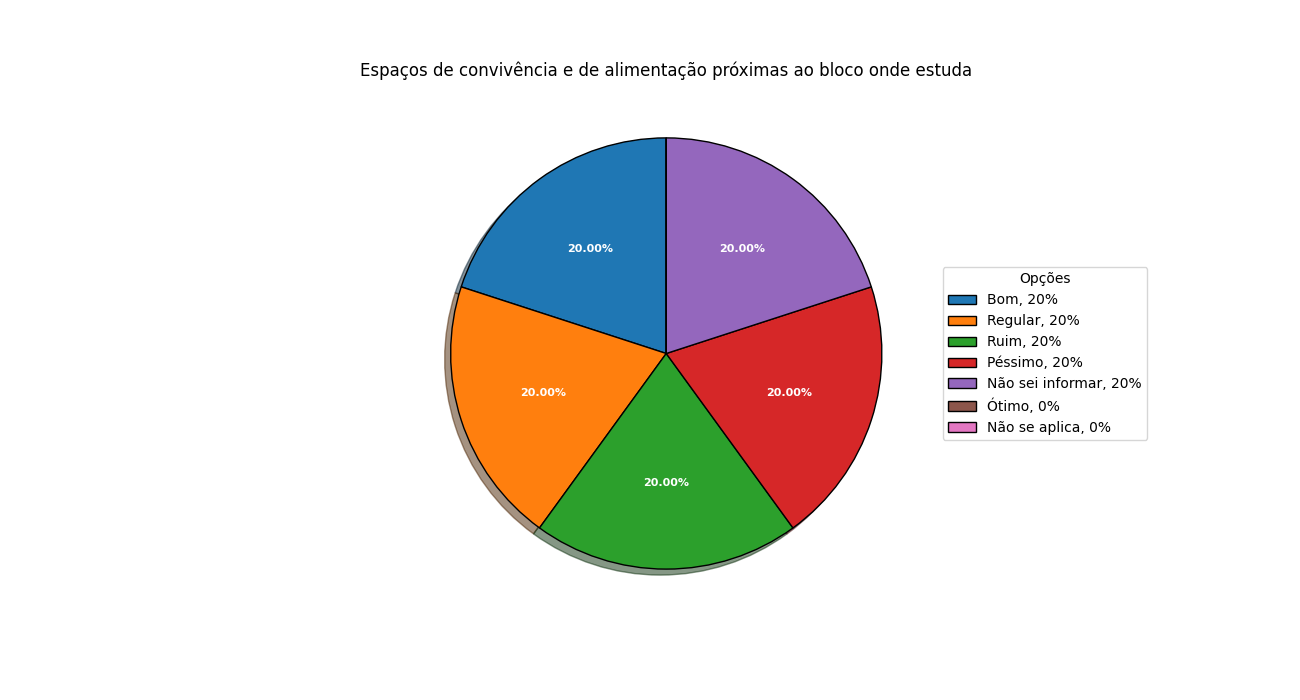 Espaços de convivência e de alimentação próximas ao bloco onde estuda
20.00%
20.00%
20.00%
20.00%
20.00%
Opções
Bom, 20%
Regular, 20%
Ruim, 20%
Péssimo, 20%
Não sei informar, 20%
Ótimo, 0%
Não se aplica, 0%